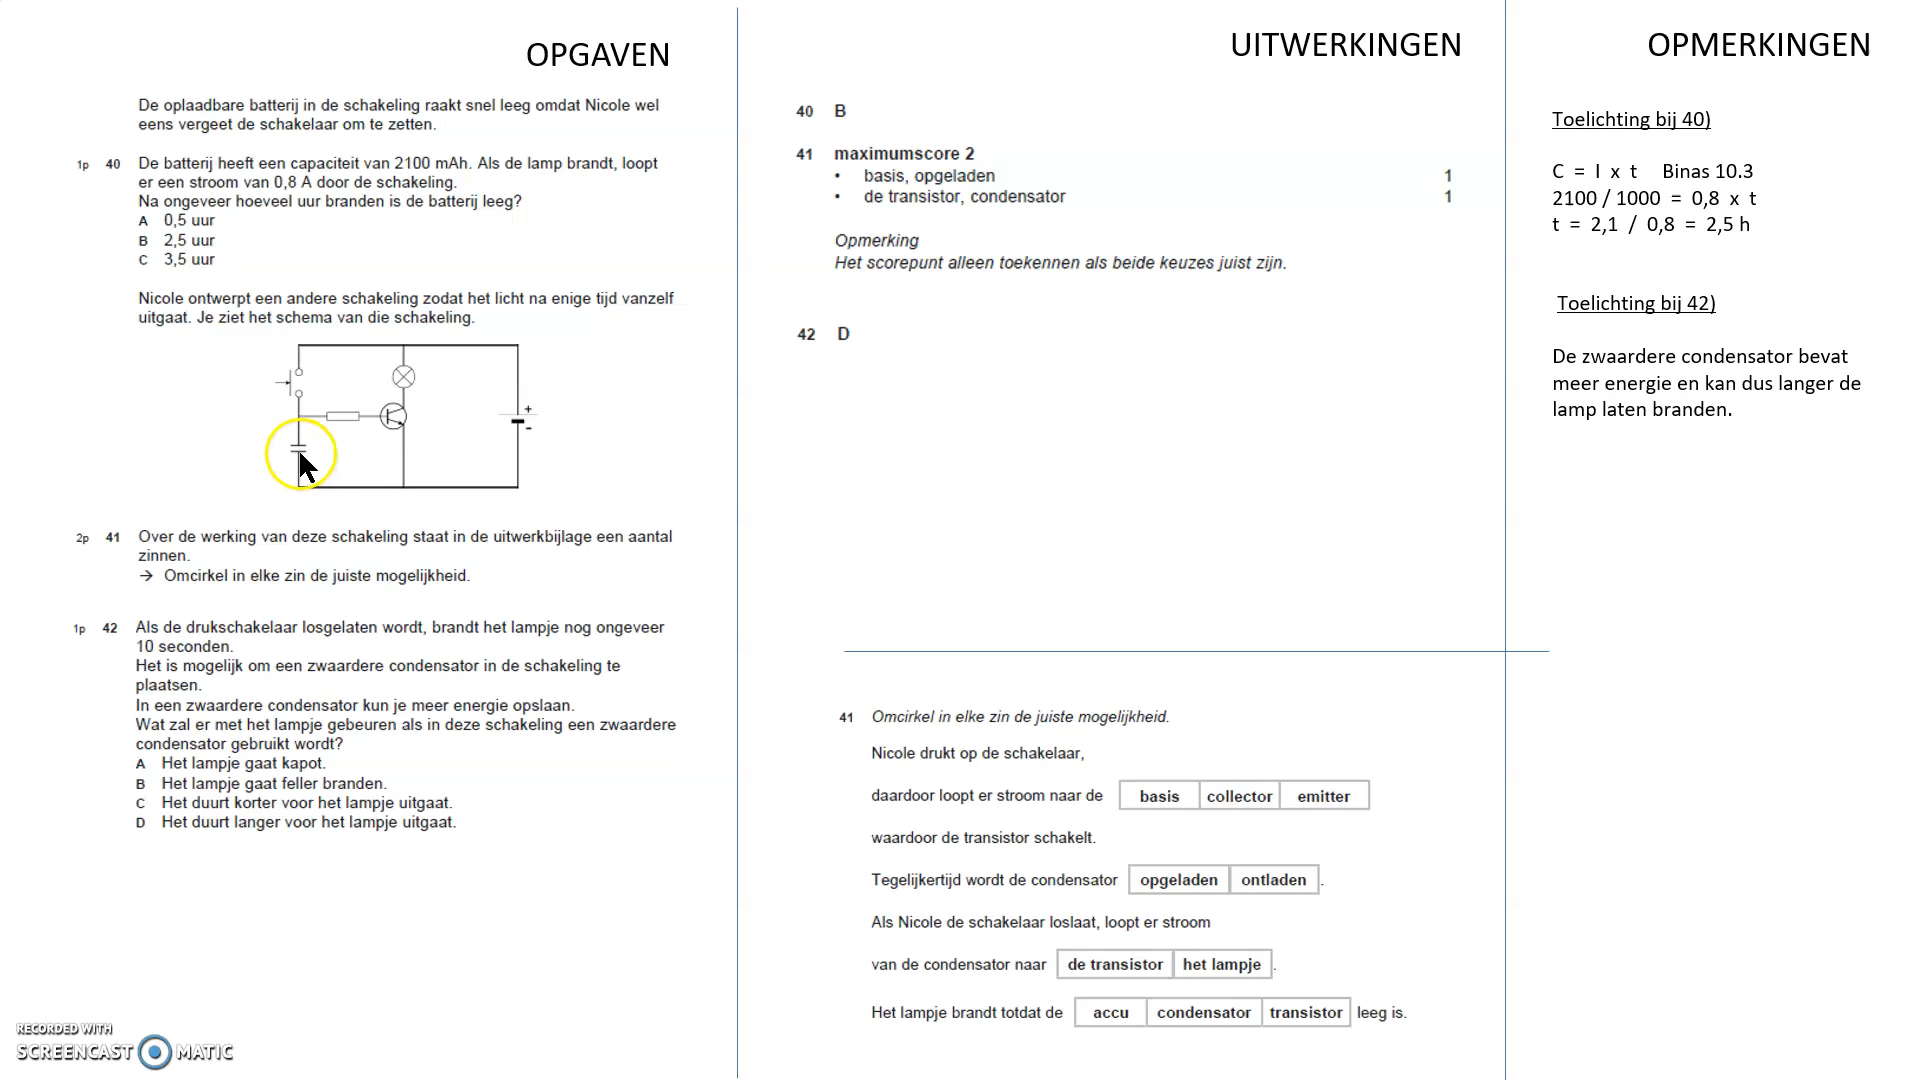 OPGAVEN
De oplaadbare batterij in de schakeling raakt snel leeg omdat Nicole wel
eens vergeet de schakelaar om te zetten.
1p 40 De batterij heeft een capaciteit van 2100 mAh. Als de lamp brandt, loopt
er een stroom van 0,8 A door de schakeling.
Na ongeveer hoeveel uur branden is de batterij leeg?
A 0,5 uur
B 2,5 uur
C 3,5 uur
Nicole ontwerpt een andere schakeling zodat het licht na enige tijd vanzelf
uitgaat. Je ziet het schema van die schakeling.
+
-
2p 41 Over de werking van deze schakeling staat in de uitwerkbijlage een aantal
zinnen.
→ Omcirkel in elke zin de juiste mogelijkheid.
1p 42 Als de drukschakelaar losgelaten wordt, brandt het lampje nog ongeveer
10 seconden.
Het is mogelijk om een zwaardere condensator in de schakeling te
plaatsen.
In een zwaardere condensator kun je meer energie opslaan.
Wat zal er met het lampje gebeuren als in deze schakeling een zwaardere
condensator gebruikt wordt?
A Het lampje gaat kapot.
B Het lampje gaat feller branden.
C Het duurt korter voor het lampje uitgaat.
D Het duurt langer voor het lampje uitgaat.
RECORDED WITH
SCREENCAST MATIC
UITWERKINGEN
40 B
41 maximumscore 2
• basis, opgeladen 1
• de transistor, condensator 1
Opmerking
Het scorepunt alleen toekennen als beide keuzes juist zijn.
42 D
41 Omcirkel in elke zin de juiste mogelijkheid.
Nicole drukt op de schakelaar,
daardoor loopt er stroom naar de basis collector emitter
waardoor de transistor schakelt.
Tegelijkertijd wordt de condensator opgeladen ontladen .
Als Nicole de schakelaar loslaat, loopt er stroom
van de condensator naar de transistor het lampje .
Het lampje brandt totdat de accu condensator transistor leeg is.
OPMERKINGEN
Toelichting bij 40)
C = I x t Binas 10.3
2100 / 1000 = 0,8 x t
t = 2,1 / 0,8 = 2,5 h
Toelichting bij 42)
De zwaardere condensator bevat
meer energie en kan dus langer de
lamp laten branden.